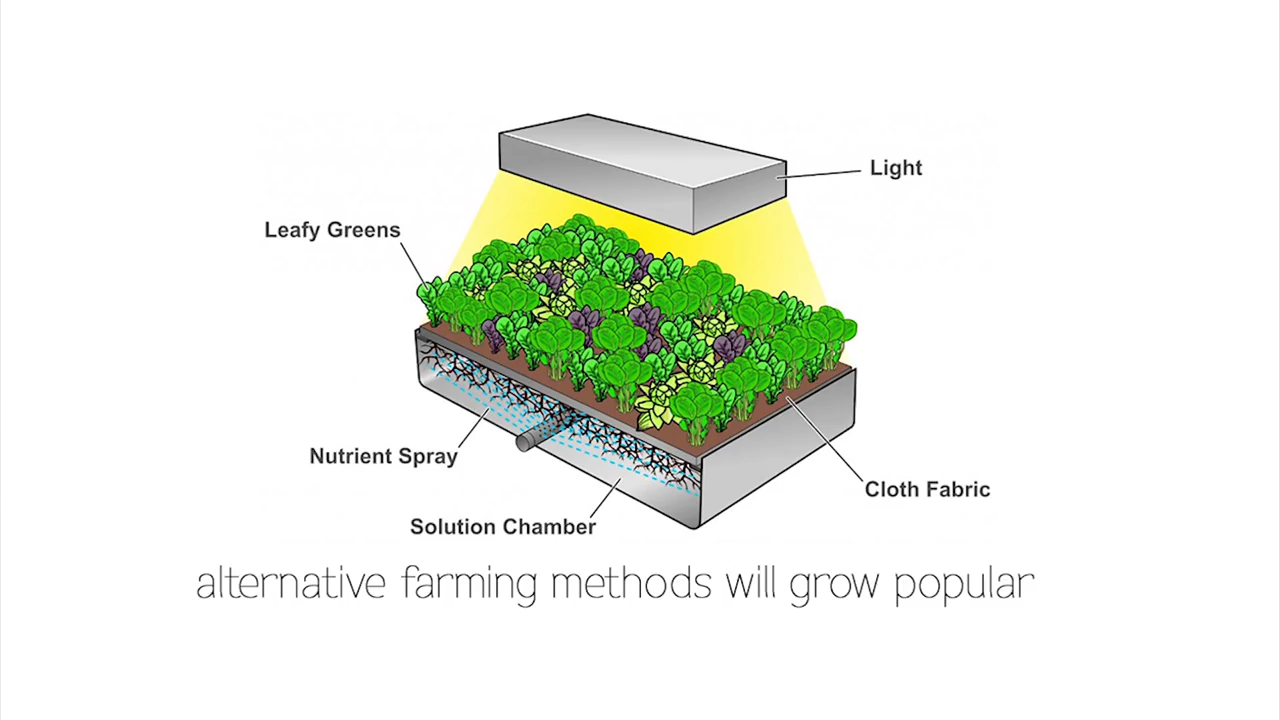 Light
Leafy Greens
Nutrient Spray
Cloth Fabric
Solution Chamber
alternative farming methods will grow popular